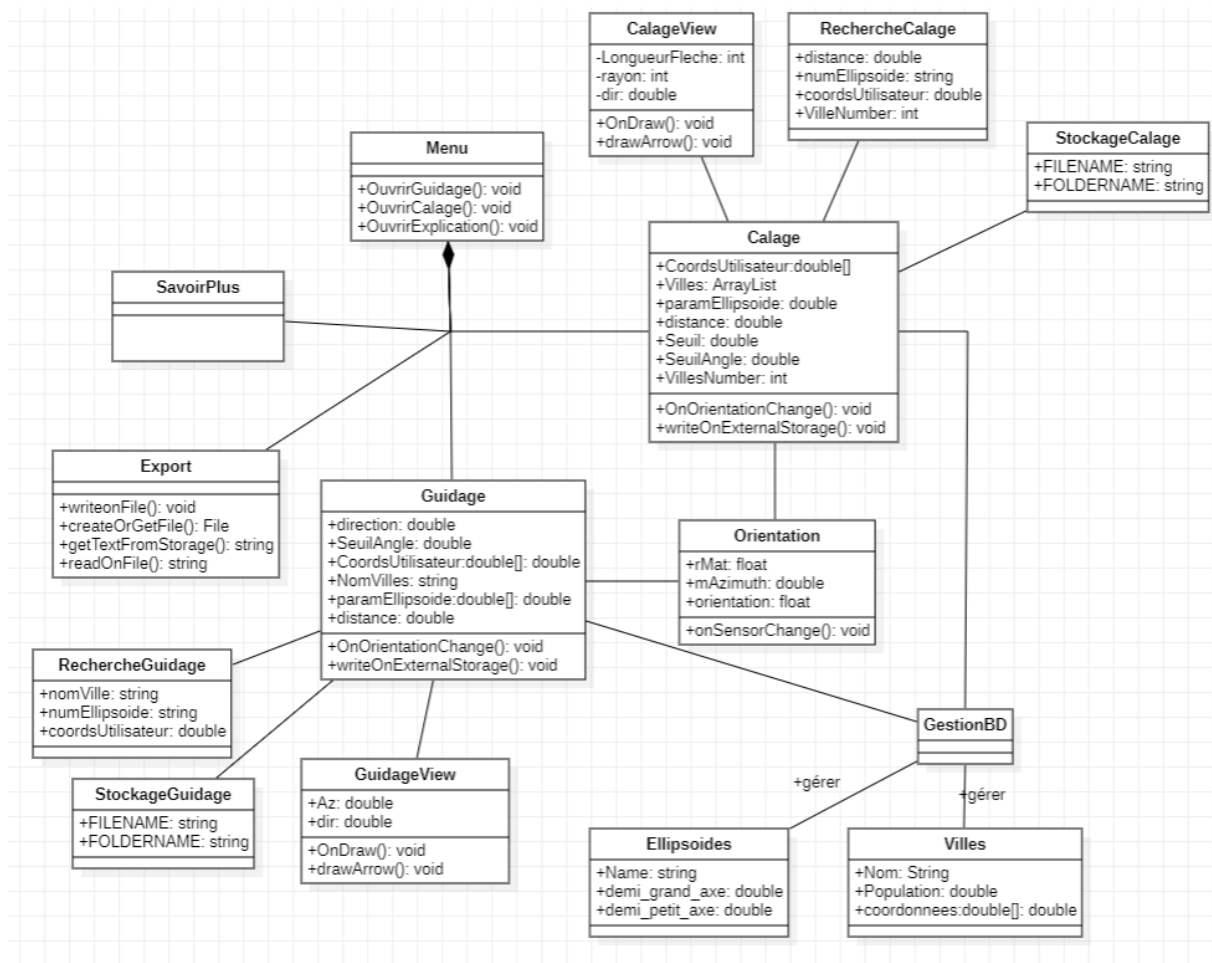 CalageView
-LongueurFleche: int
-rayon: int
-dir: double
+OnDraw(): void
+drawArrow(): void
RechercheCalage
+distance: double
+numEllipsoide: string
+coordsUtilisateur: double
+VilleNumber: int
StockageCalage
+FILENAME: string
+FOLDERNAME: string
Menu
+OuvrirGuidage(): void
+OuvrirCalage(): void
+OuvrirExplication(): void
Calage
+CoordsUtilisateur:double[]
+Villes: ArrayList
+paramEllipsoide: double
+distance: double
+Seuil: double
+SeuilAngle: double
+VillesNumber: int
+OnOrientationChange(): void
+writeOnExternalStorage(): void
SavoirPlus
Export
+writeonFile(): void
+createOrGetFile(): File
+getTextFromStorage(): string
+readOnFile(): string
Guidage
+direction: double
+SeuilAngle: double
+CoordsUtilisateur:double[]: double
+NomVilles: string
+paramEllipsoide:double[]: double
+distance: double
+OnOrientationChange(): void
+writeOnExternalStorage(): void
Orientation
+rMat: float
+mAzimuth: double
+orientation: float
+onSensorChange(): void
RechercheGuidage
+nomVille: string
+numEllipsoide: string
+coordsUtilisateur: double
StockageGuidage
+FILENAME: string
+FOLDERNAME: string
GuidageView
+Az: double
+dir: double
+OnDraw(): void
+drawArrow(): void
GestionBD
+gérer
+gérer
Ellipsoides
+Name: string
+demi_grand_axe: double
+demi_petit_axe: double
Villes
+Nom: String
+Population: double
+coordonnees:double[]: double